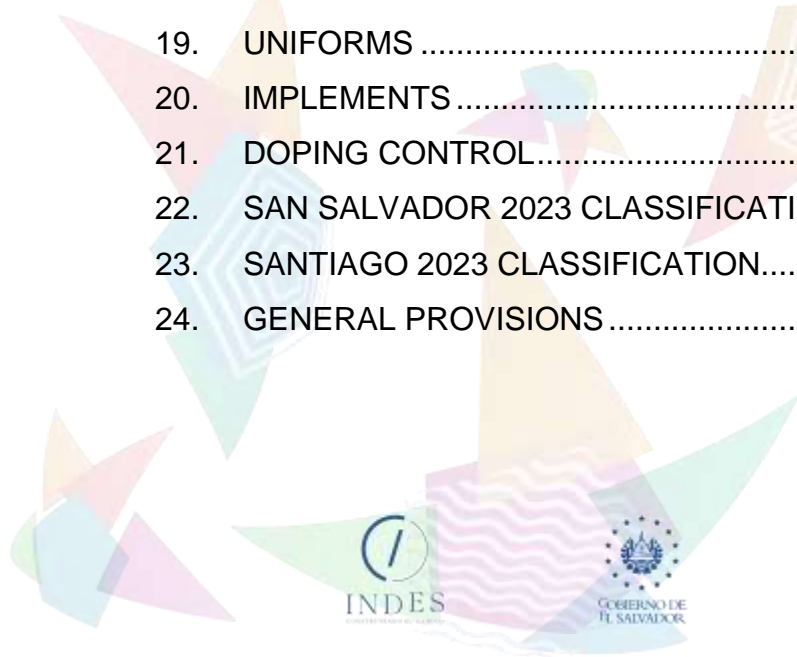 19. UNIFORMS ........................................
20. IMPLEMENTS ....................................
21. DOPING CONTROL...........................
22. SAN SALVADOR 2023 CLASSIFICATI
23. SANTIAGO 2023 CLASSIFICATION....
24. GENERAL PROVISIONS ....................
INDES
GOBIERNO DE
EL SALVADOR